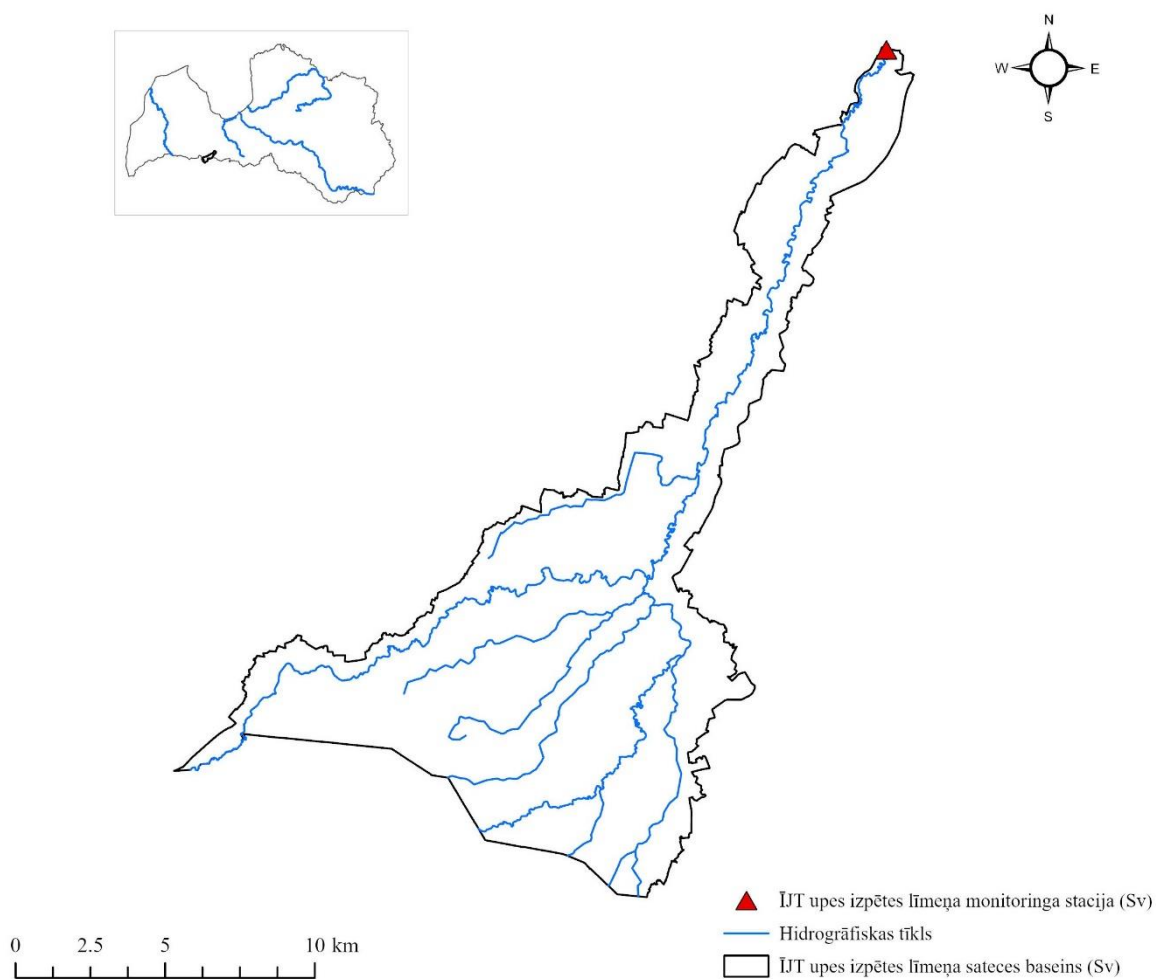 N
W E
S
ĪJT upes izpētes līmeņa monitoringa stacija (Sv)
Hidrogrāfiskas tīkls
ĪJT upes izpētes līmeņa sateces baseins (Sv)
0 2.5 5 10 km